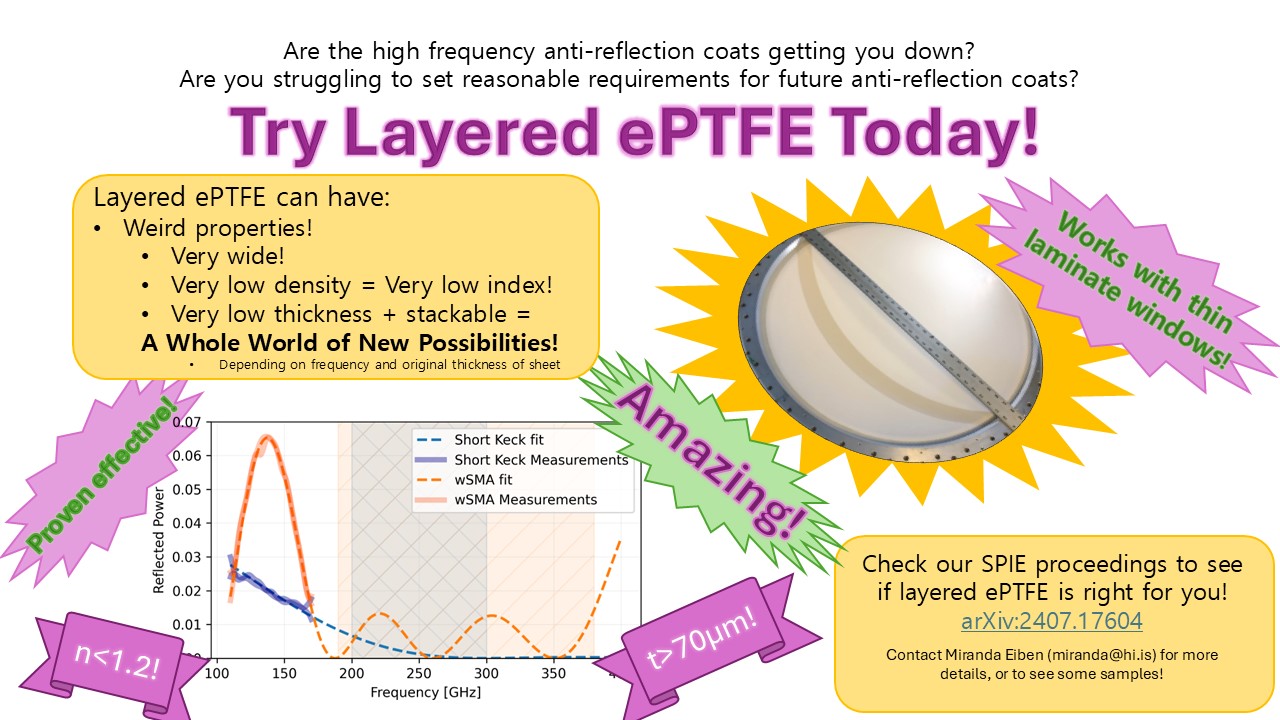 Are the high frequency anti-reflection coats getting you down?
Are you struggling to set reasonable requirements for future anti-reflection coats?
Try Layered ePTFE Today!
Layered ePTFE can have:
• Weird properties!
• Very wide!
• Very low density = Very low index!
• Very low thickness + stackable =
A Whole World of New Possibilities!
• Depending on frequency and original thickness of sheet
Works with thin
laminate windows!
Amazing!
Proven effective!
0.07
0.06
0.05
0.04
0.03
0.02
0.01
Reflected Power
Short Keck fit
Short Keck Measurements
wSMA fit
wSMA Measurements
100
150
200
250
300
350
Frequency [GHz]
n<1.2!
t>70µm!
Check our SPIE proceedings to see
if layered ePTFE is right for you!
arXiv:2407.17604
Contact Miranda Eiben (miranda@hi.is) for more
details, or to see some samples!